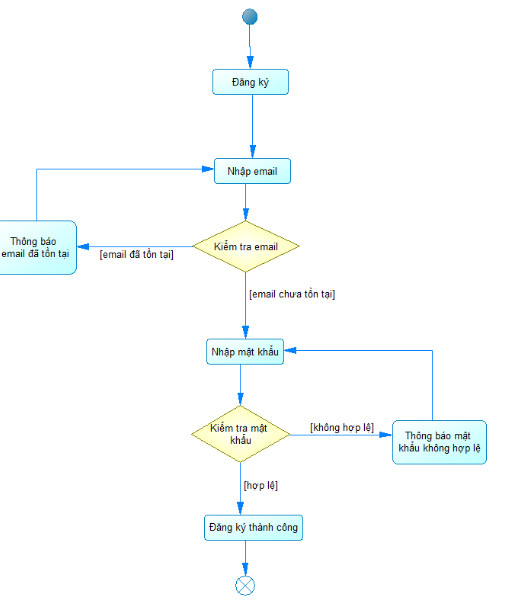 Đăng ký
Nhập email
Thông báo
email đã tồn tại
[email đã tồn tại]
Kiểm tra email
[email chưa tồn tại]
Nhập mật khẩu
Kiểm tra mật
khẩu
[không hợp lệ]
Thông báo mật
khẩu không hợp lệ
[hợp lệ]
Đăng ký thành công